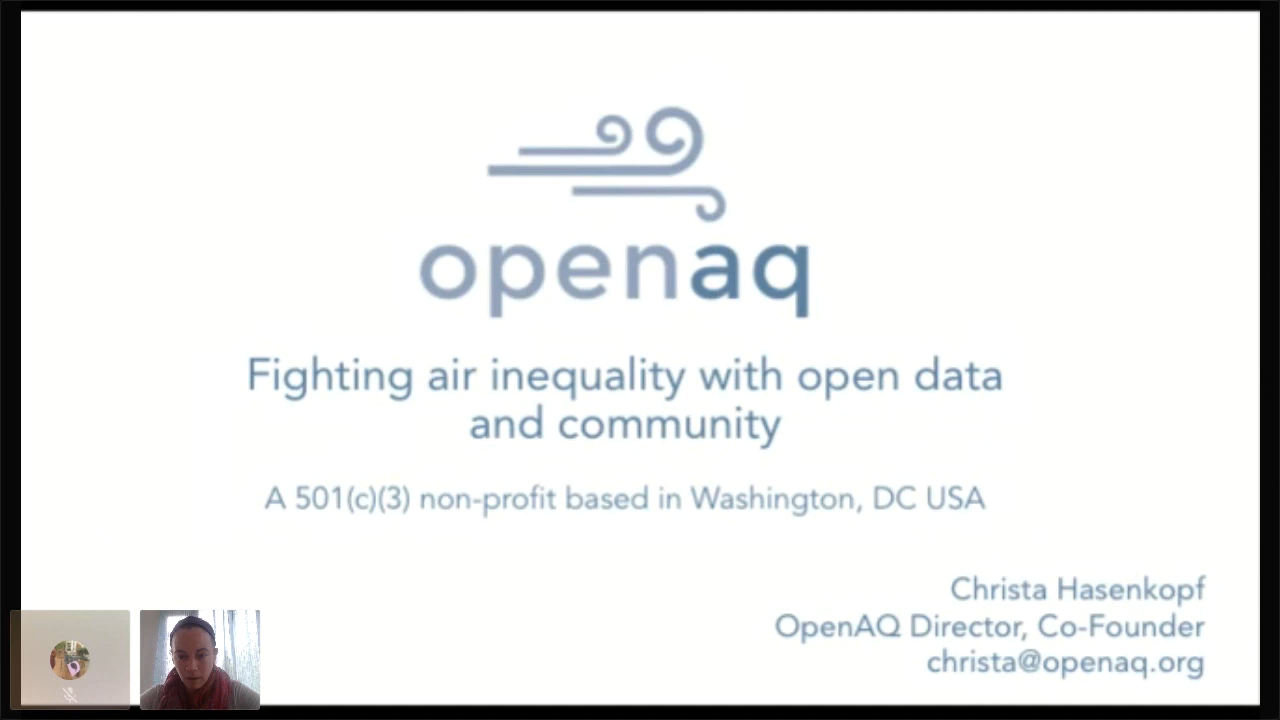 openaq
Fighting air inequality with open data
and community
A 501(c)(3) non-profit based in Washington, DC USA
Christa Hasenkopf
OpenAQ Director, Co-Founder
christa@openaq.org